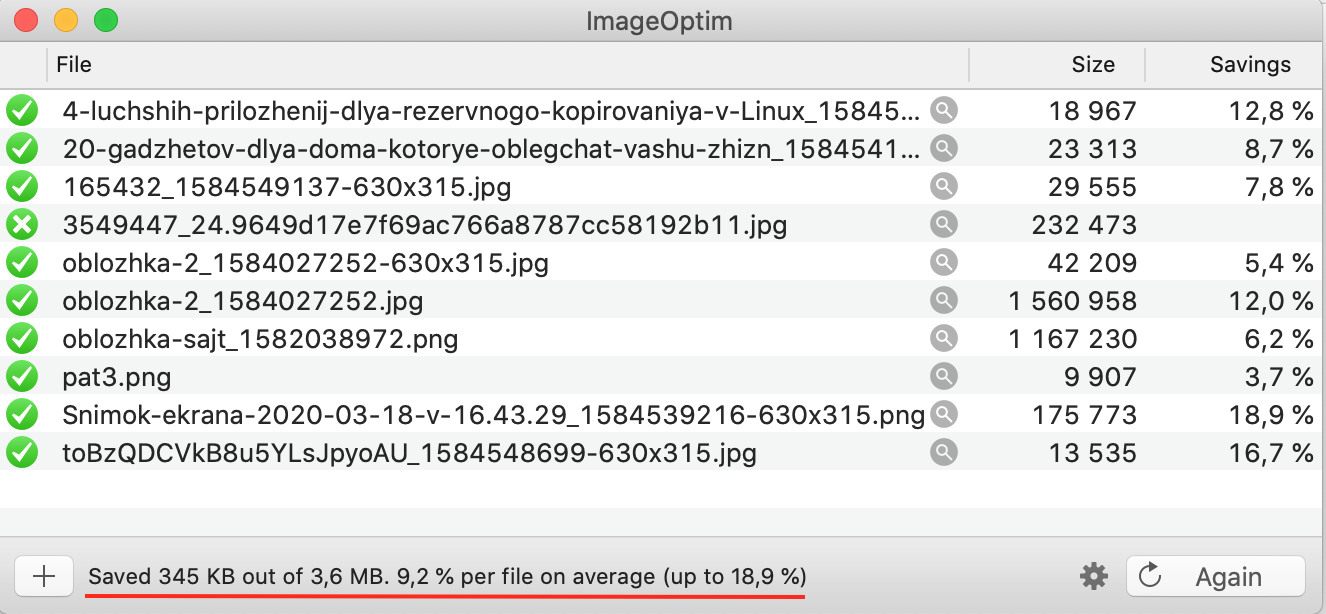 ImageOptim
File Size Savings
4-luchshih-prilozhenij-dlya-rezervnogo-kopirovaniya-v-Linux_15845... 18 967 12,8 %
20-gadzhetov-dlya-doma-kotorye-oblegchat-vashu-zhizn_1584541... 23 313 8,7 %
165432_1584549137-630x315.jpg 29 555 7,8 %
3549447_24.9649d17e7f69ac766a8787cc58192b11.jpg 232 473
oblozhka-2_1584027252-630x315.jpg 42 209 5,4 %
oblozhka-2_1584027252.jpg 1 560 958 12,0 %
oblozhka-sajt_1582038972.png 1 167 230 6,2 %
pat3.png 9 907 3,7 %
Snimok-ekrana-2020-03-18-v-16.43.29_1584539216-630x315.png 175 773 18,9 %
toBzQDCVkB8u5YLsJpyoAU_1584548699-630x315.jpg 13 535 16,7 %
Saved 345 KB out of 3,6 MB. 9,2 % per file on average (up to 18,9 %) Again